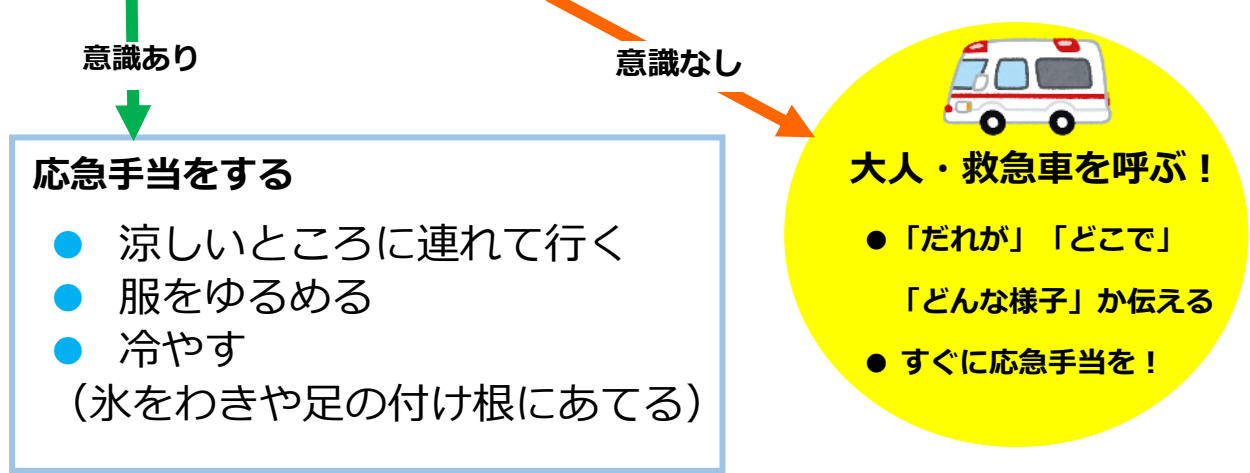 意識あり
意識なし
応急手当をする
● 涼しいところに連れて行く
● 服をゆるめる
● 冷やす
（氷をわきや足の付け根にあてる）
大人・救急車を呼ぶ！
●「だれが」「どこで」
「どんな様子」か伝える
● すぐに応急手当を！